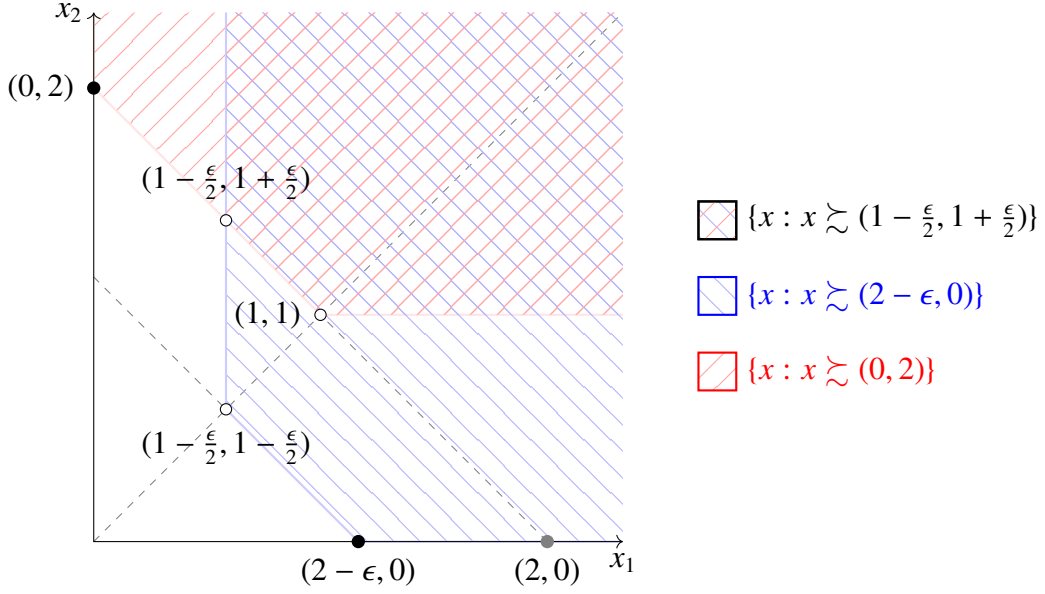 x₂
(0, 2)
(1 − ϵ/2, 1 + ϵ/2)
(1, 1)
(1 − ϵ/2, 1 − ϵ/2)
x₁
(2 − ϵ, 0)
(2, 0)
{x : x ≿ (1 − ϵ/2, 1 + ϵ/2)}
{x : x ≿ (2 − ϵ, 0)}
{x : x ≿ (0, 2)}